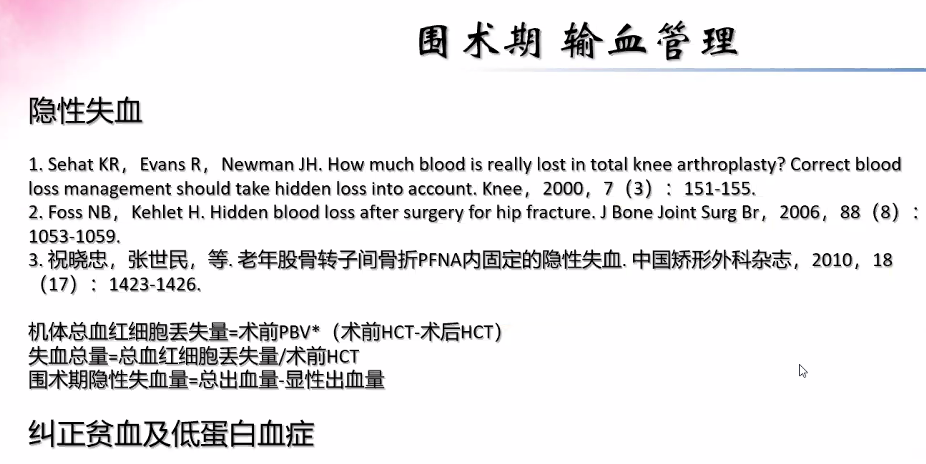 围术期 输血管理
隐性失血
1. Sehat KR，Evans R，Newman JH. How much blood is really lost in total knee arthroplasty? Correct blood
loss management should take hidden loss into account. Knee，2000，7（3）：151-155.
2. Foss NB，Kehlet H. Hidden blood loss after surgery for hip fracture. J Bone Joint Surg Br，2006，88（8）：
1053-1059.
3. 祝晓忠，张世民，等. 老年股骨转子间骨折PFNA内固定的隐性失血. 中国矫形外科杂志，2010，18
（17）：1423-1426.
机体总血红细胞丢失量=术前PBV*（术前HCT-术后HCT）
失血总量=总血红细胞丢失量/术前HCT
围术期隐性失血量=总出血量-显性出血量
纠正贫血及低蛋白血症